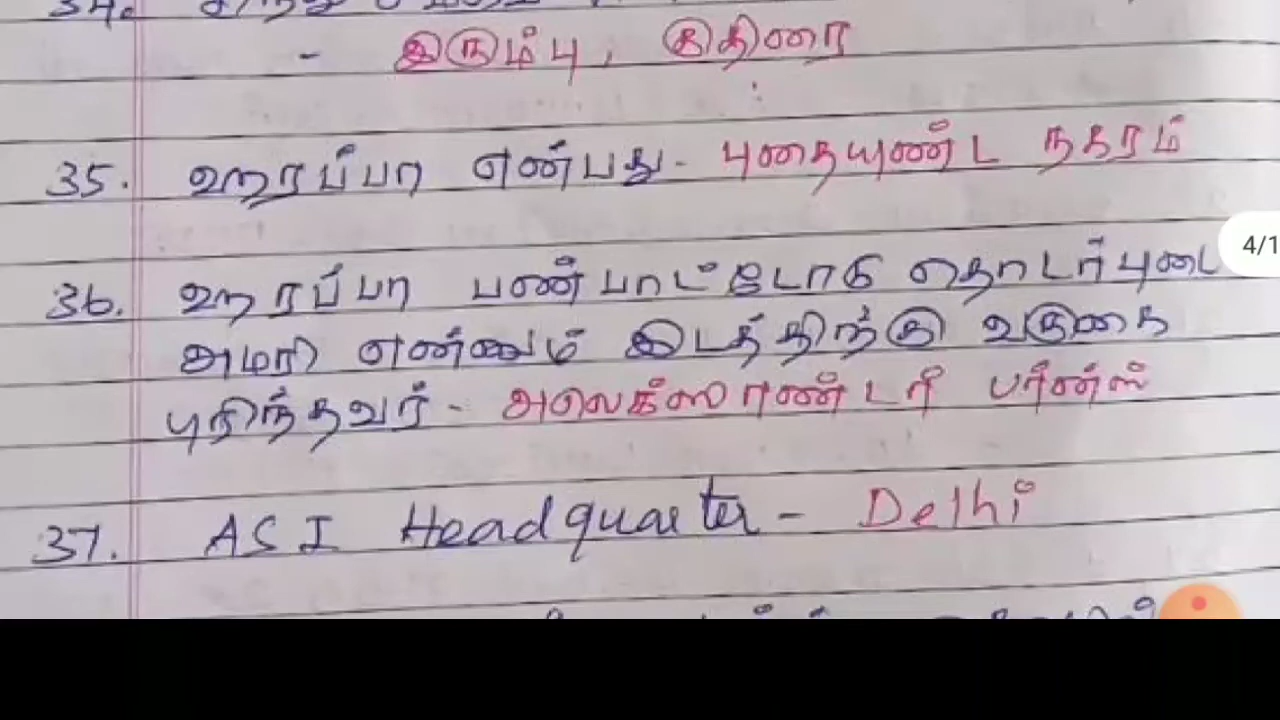 34.
- இரும்பு, குதிரை
35. ஹரப்பா என்பது - புதையுண்ட நகரம்
4/1
36. ஹரப்பா பண்பாட்டோடு தொடர்புடை
அமரி என்னும் இடத்திற்கு வருகை
புரிந்தவர் - அலெக்ஸாண்டர் பர்ன்ஸ்
37. ASI Headquarter - Delhi